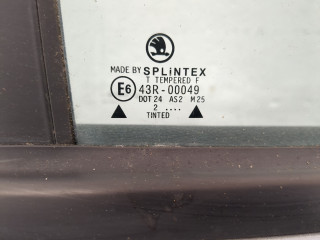 MADE BY SPLINTEX
T TEMPERED F
E6 43R-00049
DOT 24 AS2 M25
2 ....
TINTED